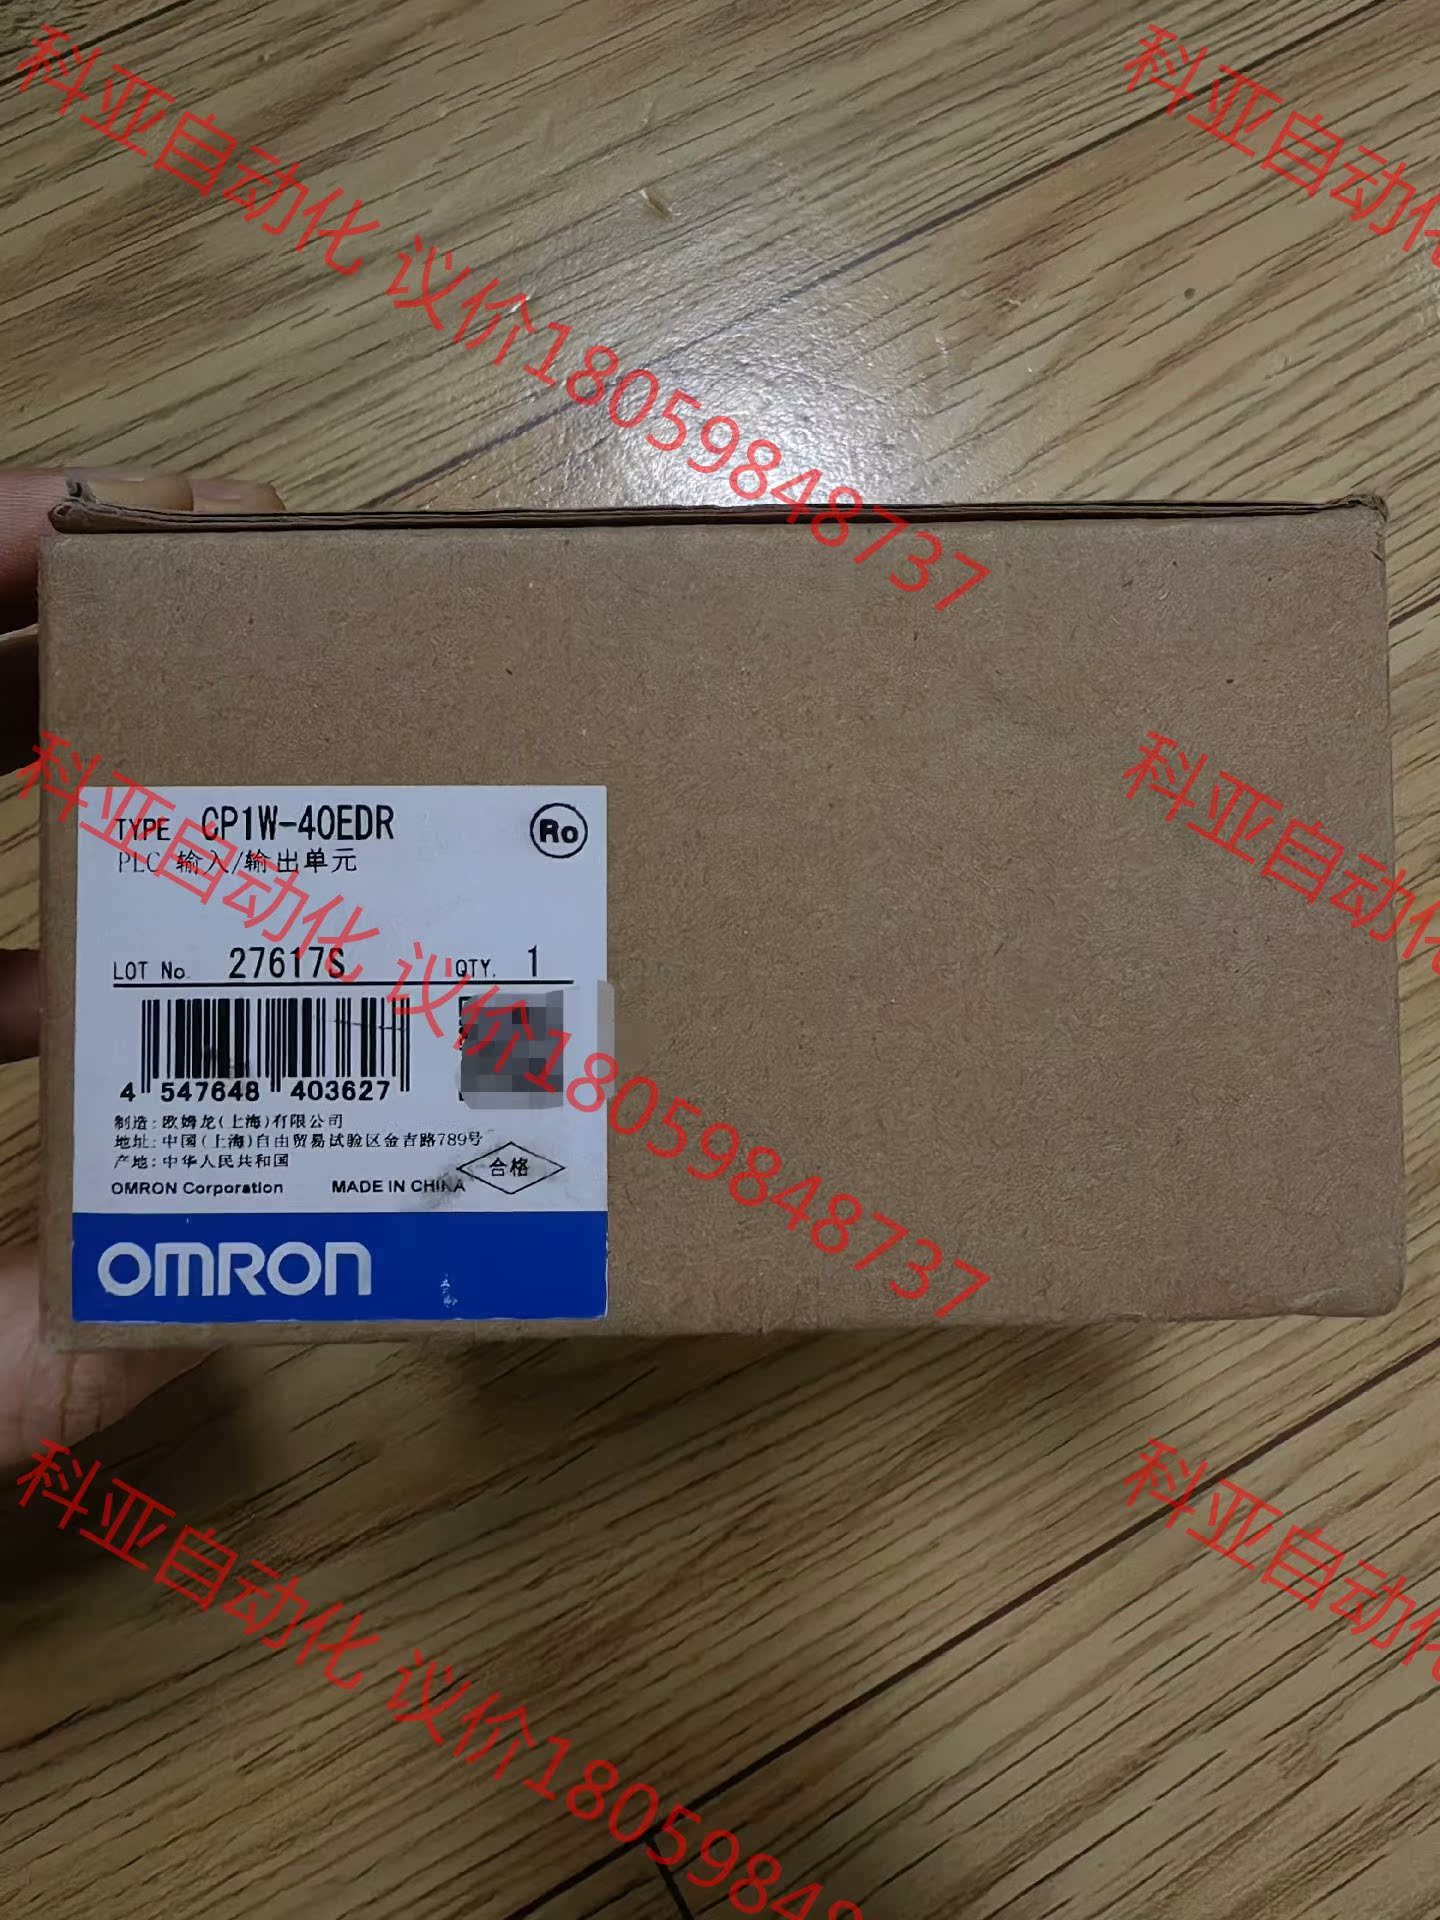 科亚自动化 议价18059848737
科亚自动化
TYPE CP1W-40EDR
Ro
PLC 输入/输出单元
LOT No. 27617S QTY. 1
4 547648 403627
制造:欧姆龙(上海)有限公司
地址:中国(上海)自由贸易试验区金吉路789号
产地:中华人民共和国
合格
OMRON Corporation MADE IN CHINA
OMRON
科亚自动化 议价18059848737
科亚自动化
科亚自动化 议价18059848
科亚自动化